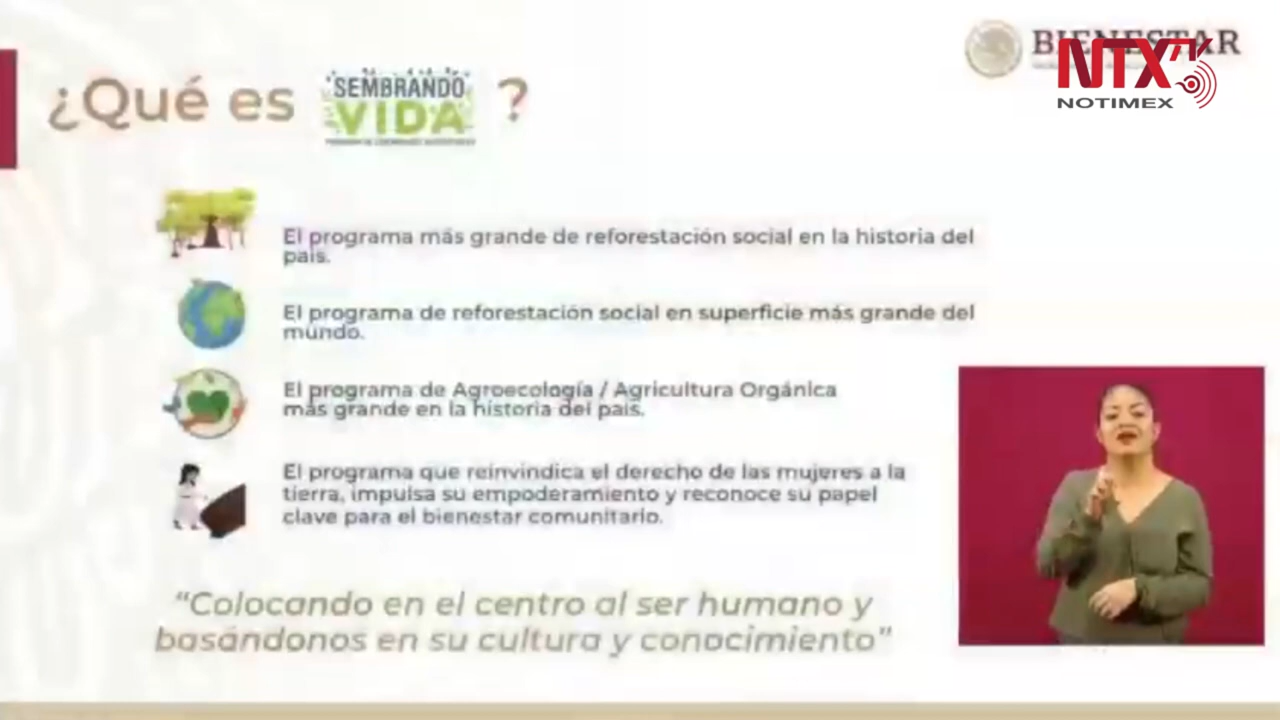 BIENESTAR
NTX
NOTIMEX
¿Qué es SEMBRANDO VIDA ?
El programa más grande de reforestación social en la historia del
país.
El programa de reforestación social en superficie más grande del
mundo.
El programa de Agroecología / Agricultura Orgánica
más grande en la historia del país.
El programa que reinvindica el derecho de las mujeres a la
tierra, impulsa su empoderamiento y reconoce su papel
clave para el bienestar comunitario.
“Colocando en el centro al ser humano y
basándonos en su cultura y conocimiento”